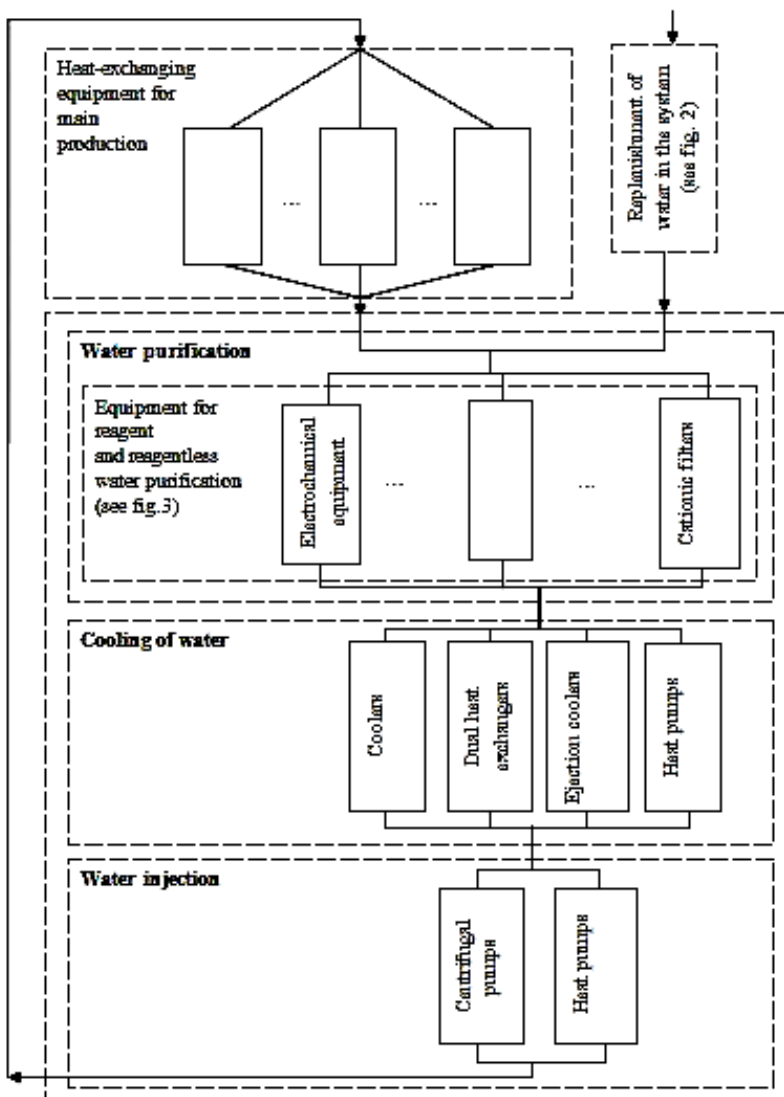 Heat-exchanging
equipment for
main
production
...
...
Replenishment of
water in the system
(see fig. 2)
Water purification
Equipment for
reagent
and reagentless
water purification
(see fig.3)
Electrochemical
equipment
...
...
Cationic filters
Cooling of water
Coolers
Dual heat
exchangers
Ejection coolers
Heat pumps
Water injection
Centrifugal
pumps
Heat pumps